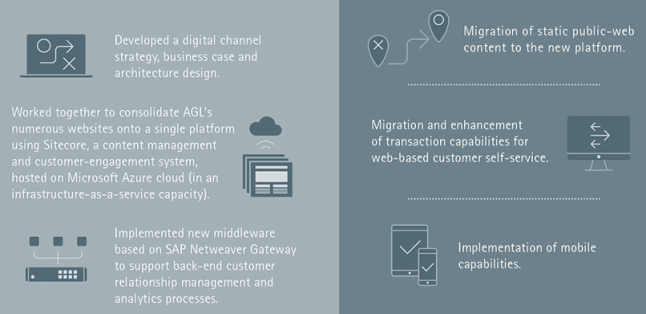 Developed a digital channel
strategy, business case and
architecture design.
Worked together to consolidate AGL's
numerous websites onto a single platform
using Sitecore, a content management
and customer-engagement system,
hosted on Microsoft Azure cloud (in an
infrastructure-as-a-service capacity).
Implemented new middleware
based on SAP Netweaver Gateway
to support back-end customer
relationship management and
analytics processes.
Migration of static public-web
content to the new platform.
Migration and enhancement
of transaction capabilities for
web-based customer self-service.
Implementation of mobile
capabilities.